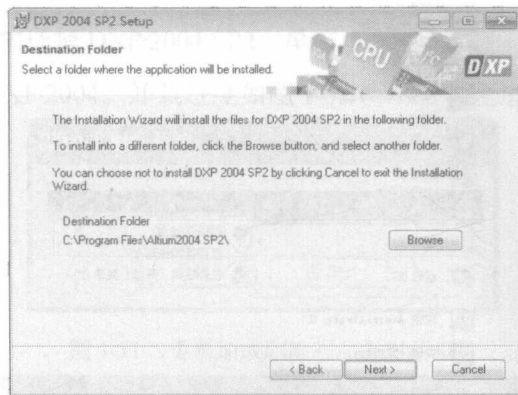 DXP 2004 SP2 Setup
Destination Folder
Select a folder where the application will be installed.
CPU
DXP
The Installation Wizard will install the files for DXP 2004 SP2 in the following folder.
To install into a different folder, click the Browse button, and select another folder.
You can choose not to install DXP 2004 SP2 by clicking Cancel to exit the Installation
Wizard.
Destination Folder
C:\Program Files\Altium2004 SP2\
Browse
< Back
Next >
Cancel